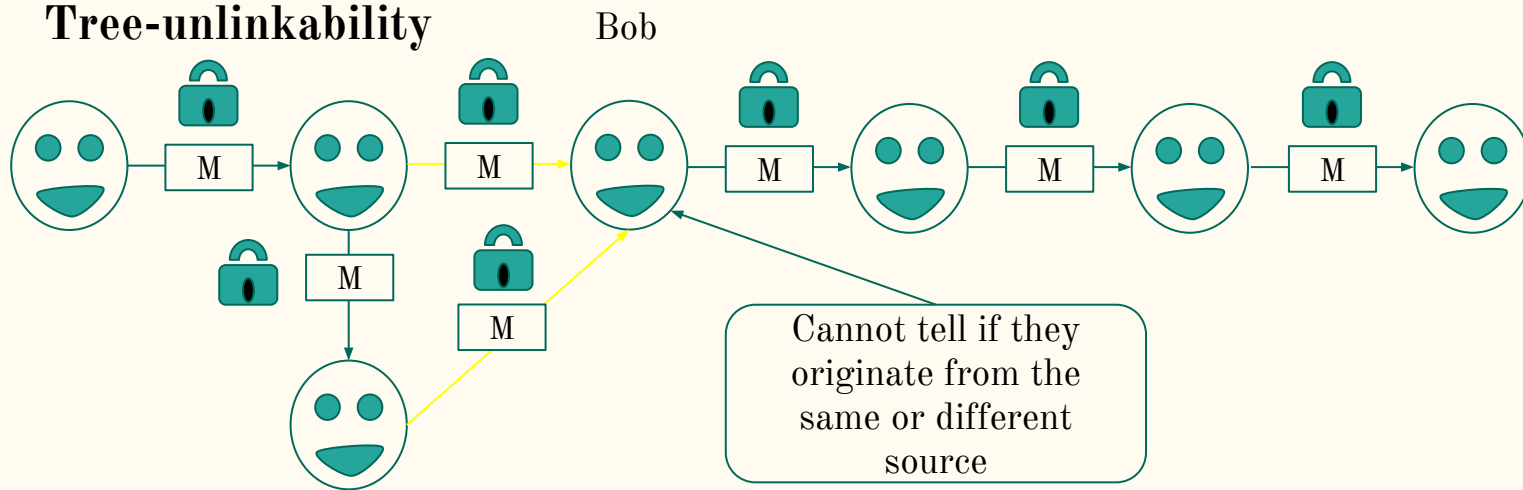 Tree-unlinkability
Bob
M
M
M
M
M
M
M
Cannot tell if they
originate from the
same or different
source